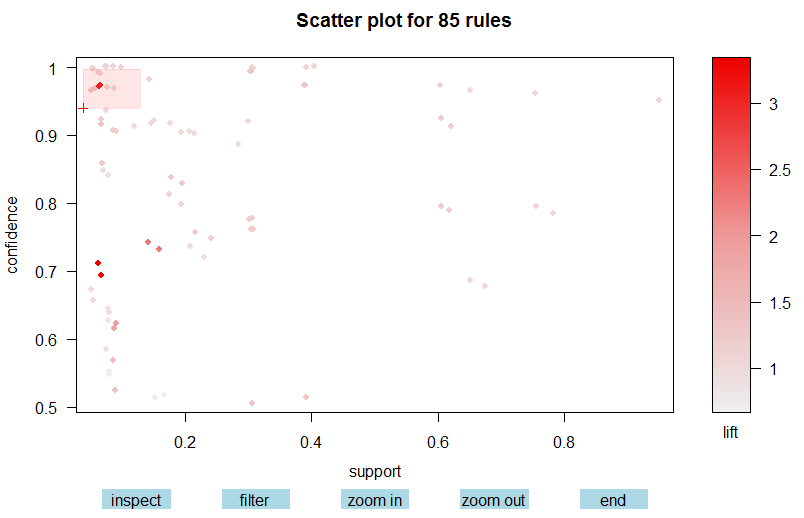 Scatter plot for 85 rules
1
0.9
0.8
0.7
0.6
0.5
confidence
0.2
0.4
0.6
0.8
support
3
2.5
2
1.5
1
lift
inspect
filter
zoom in
zoom out
end